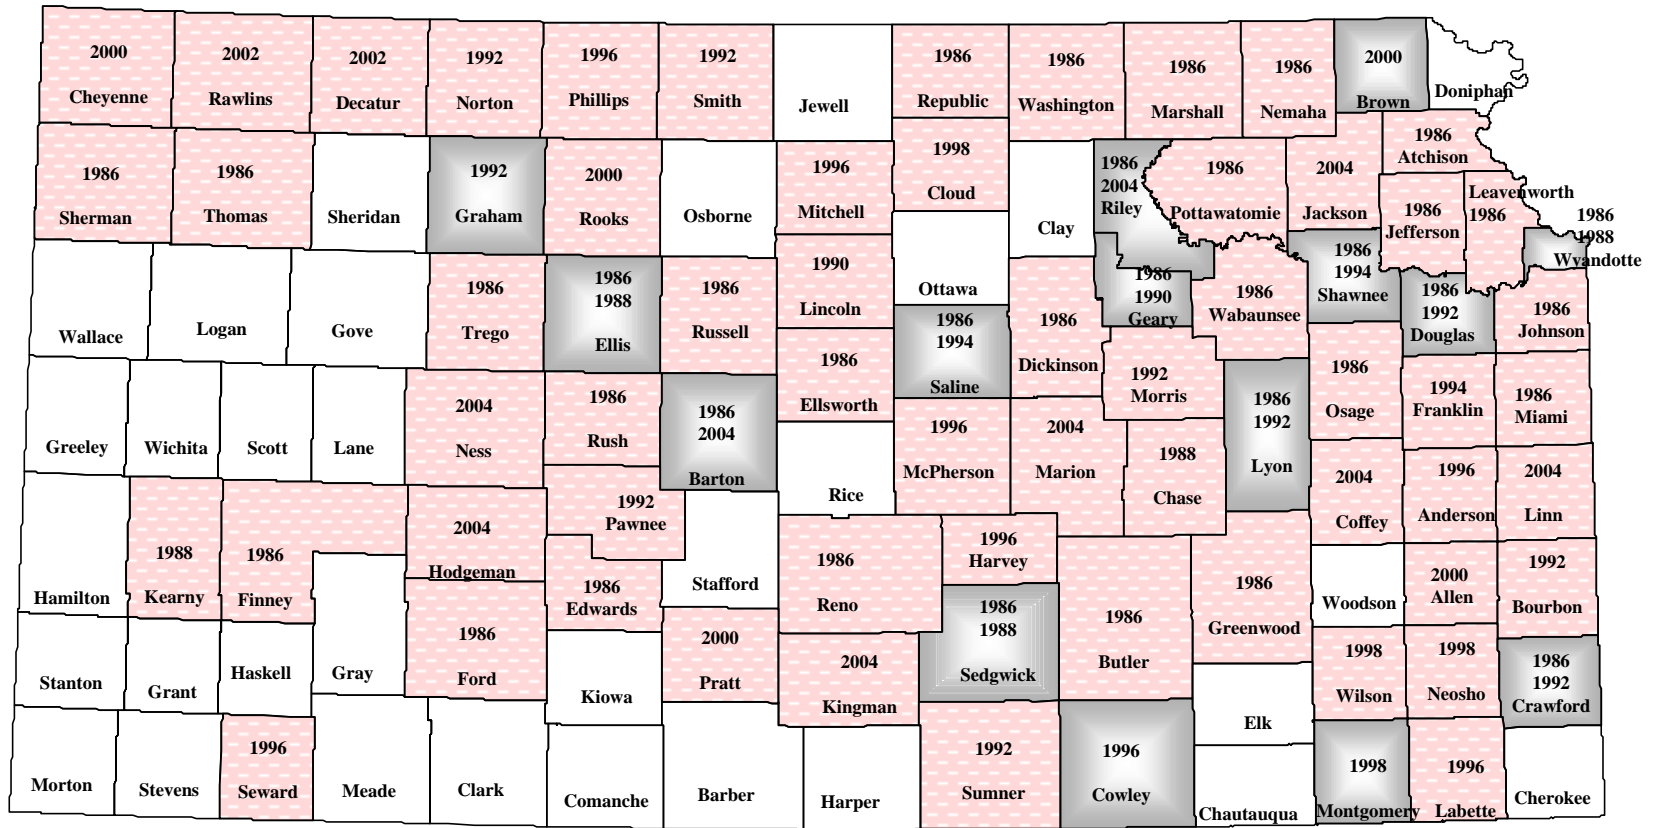 2000
Cheyenne
2002
Rawlins
2002
Decatur
1992
Norton
1996
Phillips
1992
Smith
Jewell
1986
Republic
1986
Washington
1986
Marshall
1986
Nemaha
2000
Brown
Doniphan
1986
Sherman
1986
Thomas
Sheridan
1992
Graham
2000
Rooks
Osborne
1996
Mitchell
1998
Cloud
Clay
1986
2004
Riley
1986
Pottawatomie
2004
Jackson
1986
Atchison
1986
Jefferson
Leavenworth
1986
1986
1988
Wyandotte
Wallace
Logan
Gove
1986
Trego
1986
1988
Ellis
1986
Russell
1990
Lincoln
Ottawa
1986
Dickinson
1986
1990
Geary
1986
Wabaunsee
1986
1994
Shawnee
1986
1992
Douglas
1986
Johnson
1986
Ellsworth
1986
1994
Saline
1992
Morris
1986
1992
Lyon
1986
Osage
1994
Franklin
1986
Miami
Greeley
Wichita
Scott
Lane
2004
Ness
1986
Rush
1986
2004
Barton
Rice
1996
McPherson
2004
Marion
1988
Chase
2004
Coffey
1996
Anderson
2004
Linn
Hamilton
1988
Kearny
1986
Finney
2004
Hodgeman
1992
Pawnee
1986
Edwards
Stafford
1986
Reno
1996
Harvey
1986
1988
Sedgwick
1986
Butler
1986
Greenwood
Woodson
2000
Allen
1992
Bourbon
Stanton
Grant
Haskell
Gray
1986
Ford
Kiowa
2000
Pratt
2004
Kingman
Elk
1998
Wilson
1998
Neosho
1986
1992
Crawford
Morton
Stevens
1996
Seward
Meade
Clark
Comanche
Barber
Harper
1992
Sumner
1996
Cowley
Chautauqua
1998
Montgomery
1996
Labette
Cherokee